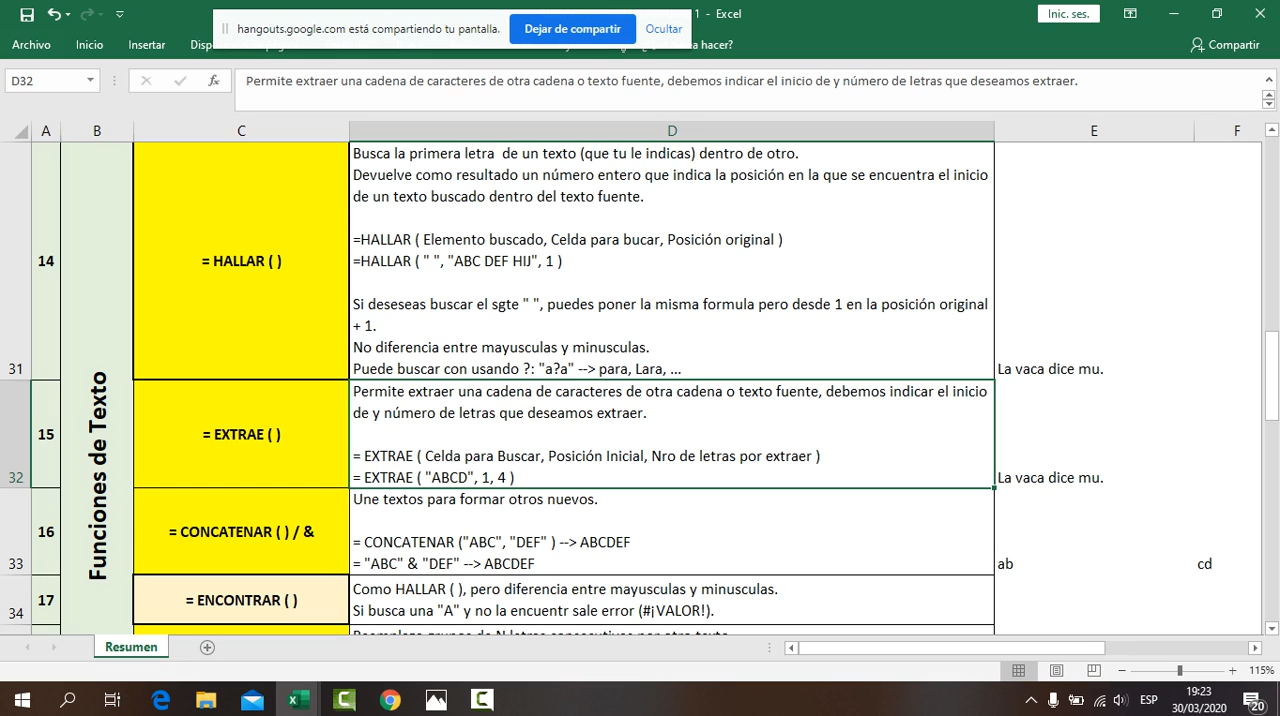 1 - Excel
Inic. ses.
hangouts.google.com está compartiendo tu pantalla.
Dejar de compartir
Ocultar
Archivo
Inicio
Insertar
hacer?
Compartir
D32
fx
Permite extraer una cadena de caracteres de otra cadena o texto fuente, debemos indicar el inicio de y número de letras que deseamos extraer.
A
B
C
D
E
F
Funciones de Texto
31
14
= HALLAR ( )
Busca la primera letra  de un texto (que tu le indicas) dentro de otro.
Devuelve como resultado un número entero que indica la posición en la que se encuentra el inicio
de un texto buscado dentro del texto fuente.
=HALLAR ( Elemento buscado, Celda para bucar, Posición original )
=HALLAR ( " ", "ABC DEF HIJ", 1 )
Si deseseas buscar el sgte " ", puedes poner la misma formula pero desde 1 en la posición original
+ 1.
No diferencia entre mayusculas y minusculas.
Puede buscar con usando ?: "a?a" --> para, Lara, ...
La vaca dice mu.
32
15
= EXTRAE ( )
Permite extraer una cadena de caracteres de otra cadena o texto fuente, debemos indicar el inicio
de y número de letras que deseamos extraer.
= EXTRAE ( Celda para Buscar, Posición Inicial, Nro de letras por extraer )
= EXTRAE ( "ABCD", 1, 4 )
La vaca dice mu.
33
16
= CONCATENAR ( ) / &
Une textos para formar otros nuevos.
= CONCATENAR ("ABC", "DEF" ) --> ABCDEF
= "ABC" & "DEF" --> ABCDEF
ab
cd
34
17
= ENCONTRAR ( )
Como HALLAR ( ), pero diferencia entre mayusculas y minusculas.
Si busca una "A" y no la encuentr sale error (#¡VALOR!).
Resumen
115%
ESP
19:23
30/03/2020
20